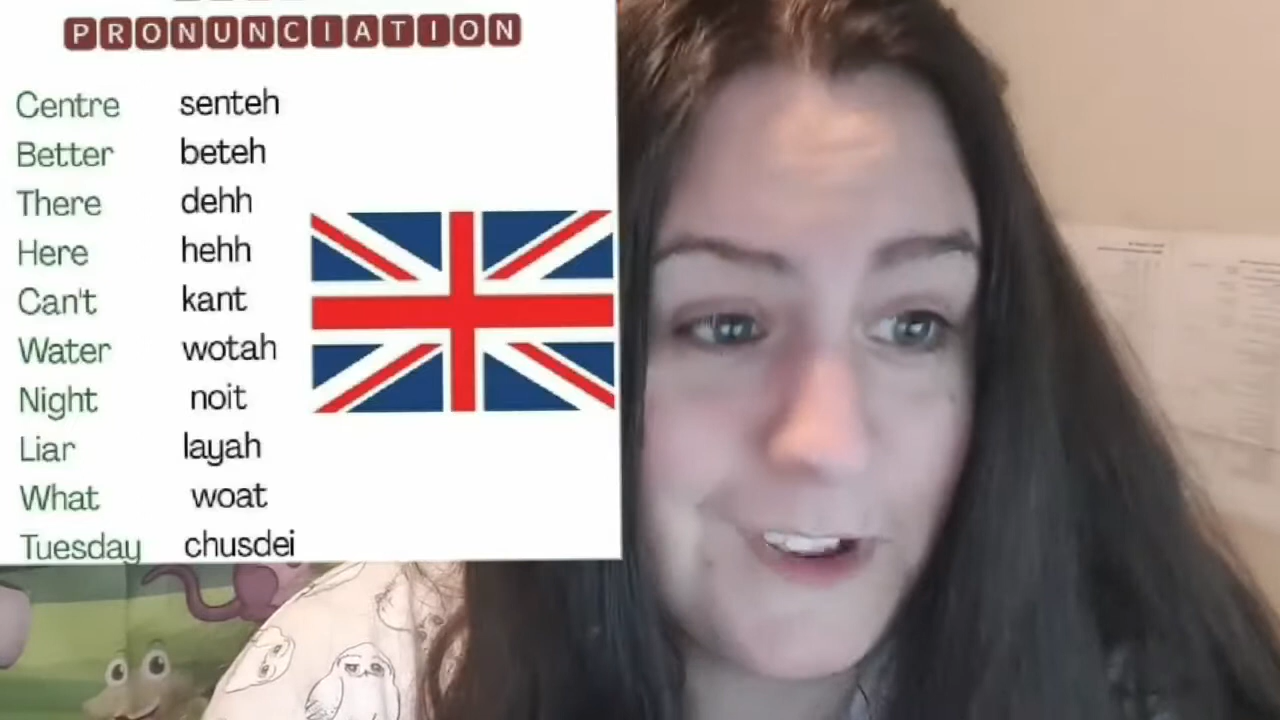 PRONUNCIATION
Centre senteh
Better beteh
There dehh
Here hehh
Can't kant
Water wotah
Night noit
Liar layah
What woat
Tuesday chusdei